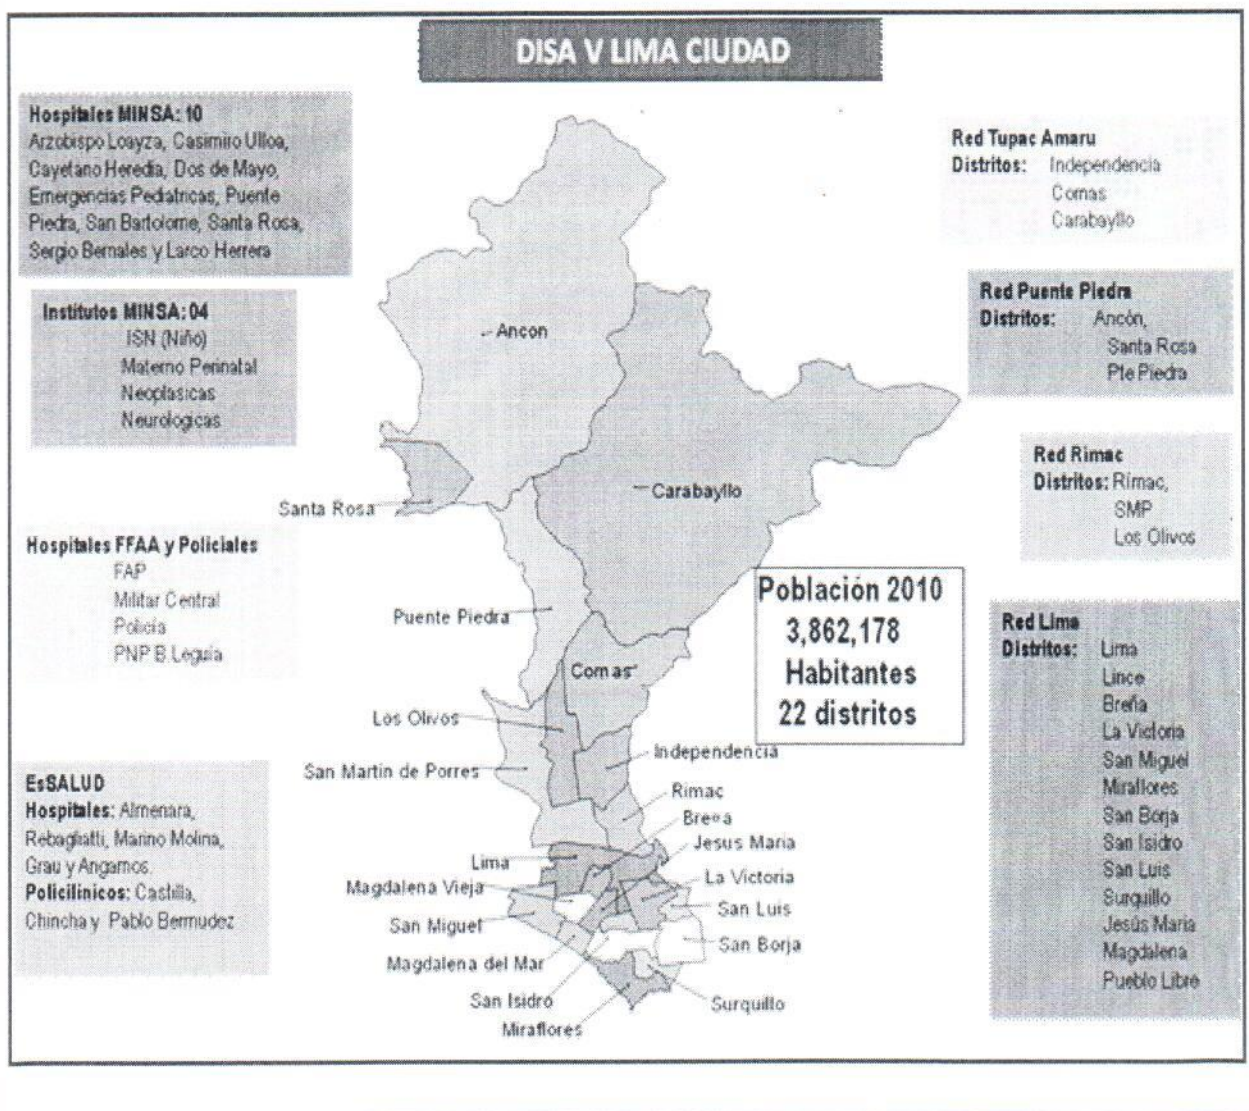 DISA V LIMA CIUDAD
Hospitales MINSA: 10
Arzobispo Loayza, Casimiro Ulloa,
Cayetano Heredia, Dos de Mayo,
Emergencias Pediatricas, Puente
Piedra, San Bartolome, Santa Rosa,
Sergio Bernales y Larco Herrera
Institutos MINSA: 04
ISN (Niño)
Materno Perinatal
Neoplasicas
Neurologicas
Hospitales FFAA y Policiales
FAP
Militar Central
Policia
PNP B.Leguia
EsSALUD
Hospitales: Almenara,
Rebagliatti, Marino Molina,
Grau y Angamos.
Policilinicos: Castilla,
Chincha y Pablo Bermudez
Ancon
Santa Rosa
Carabayllo
Puente Piedra
Comas
Los Olivos
San Martin de Porres
Independencia
Rimac
Breña
Jesus Maria
Lima
Magdalena Vieja
La Victoria
San Luis
San Miguel
San Borja
Magdalena del Mar
San Isidro
Surquillo
Miraflores
Población 2010
3,862,178
Habitantes
22 distritos
Red Tupac Amaru
Distritos: Independencia
Comas
Carabayllo
Red Puente Piedra
Distritos: Ancón,
Santa Rosa
Pte Piedra
Red Rimac
Distritos: Rimac,
SMP
Los Olivos
Red Lima
Distritos: Lima
Lince
Breña
La Victoria
San Miguel
Miraflores
San Borja
San Isidro
San Luis
Surquillo
Jesús Maria
Magdalena
Pueblo Libre